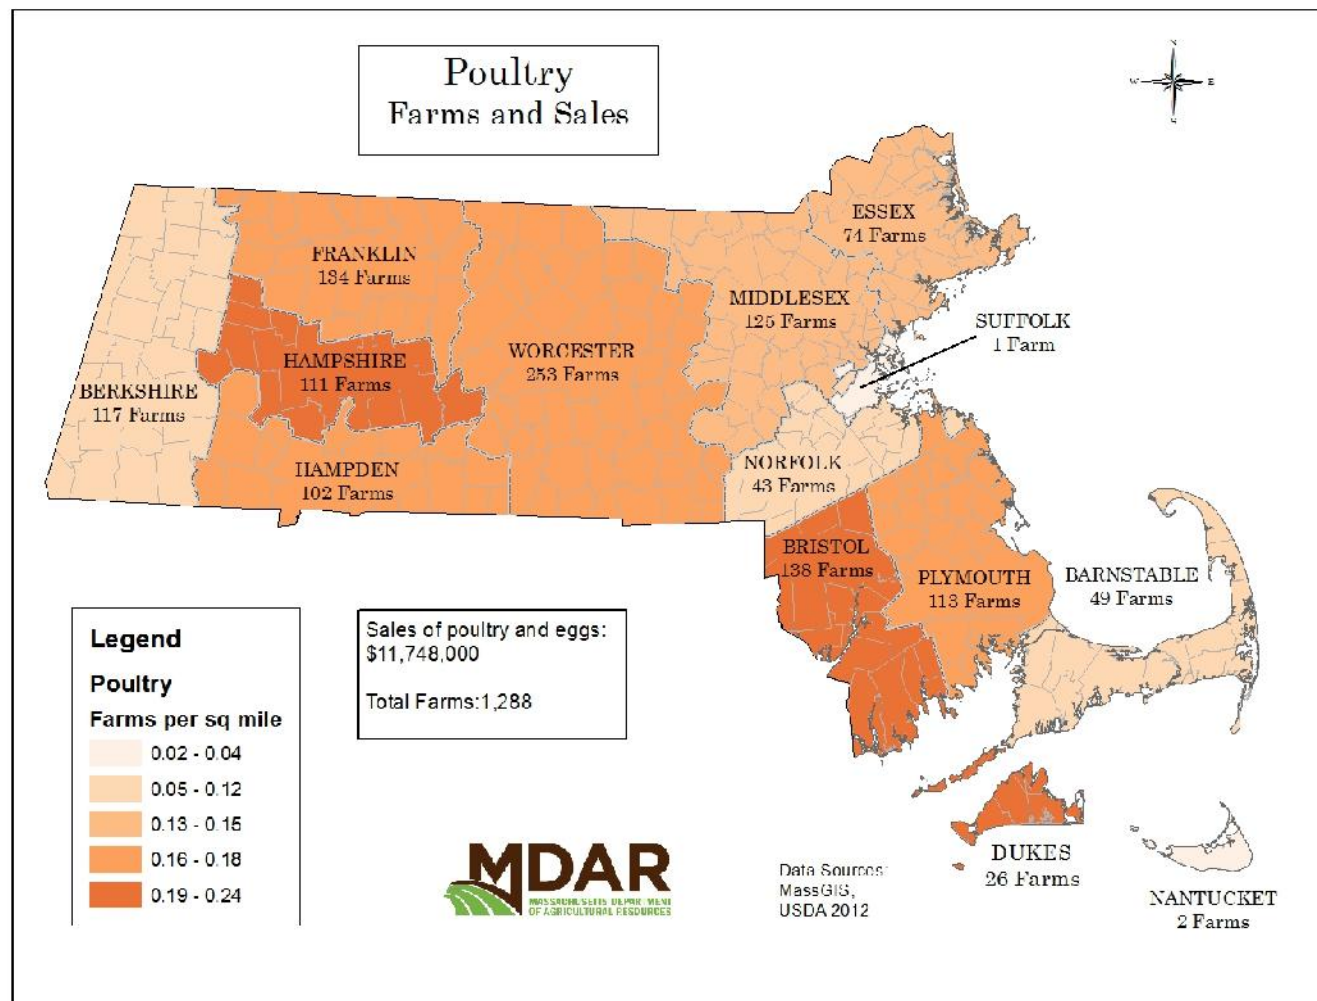 Poultry
Farms and Sales
W
E
ESSEX
74 Farms
FRANKLIN
134 Farms
MIDDLESEX
125 Farms
SUFFOLK
1 Farm
HAMPSHIRE
111 Farms
WORCESTER
253 Farms
BERKSHIRE
117 Farms
HAMPDEN
102 Farms
NORFOLK
43 Farms
BRISTOL
138 Farms
PLYMOUTH
113 Farms
BARNSTABLE
49 Farms
DUKES
26 Farms
NANTUCKET
2 Farms
Legend
Poultry
Farms per sq mile
0.02 - 0.04
0.05 - 0.12
0.13 - 0.15
0.16 - 0.18
0.19 - 0.24
Sales of poultry and eggs:
$11,748,000
Total Farms:1,288
MDAR
MASSACHUSETTS DEPARTMENT
OF AGRICULTURAL RESOURCES
Data Sources:
MassGIS,
USDA 2012